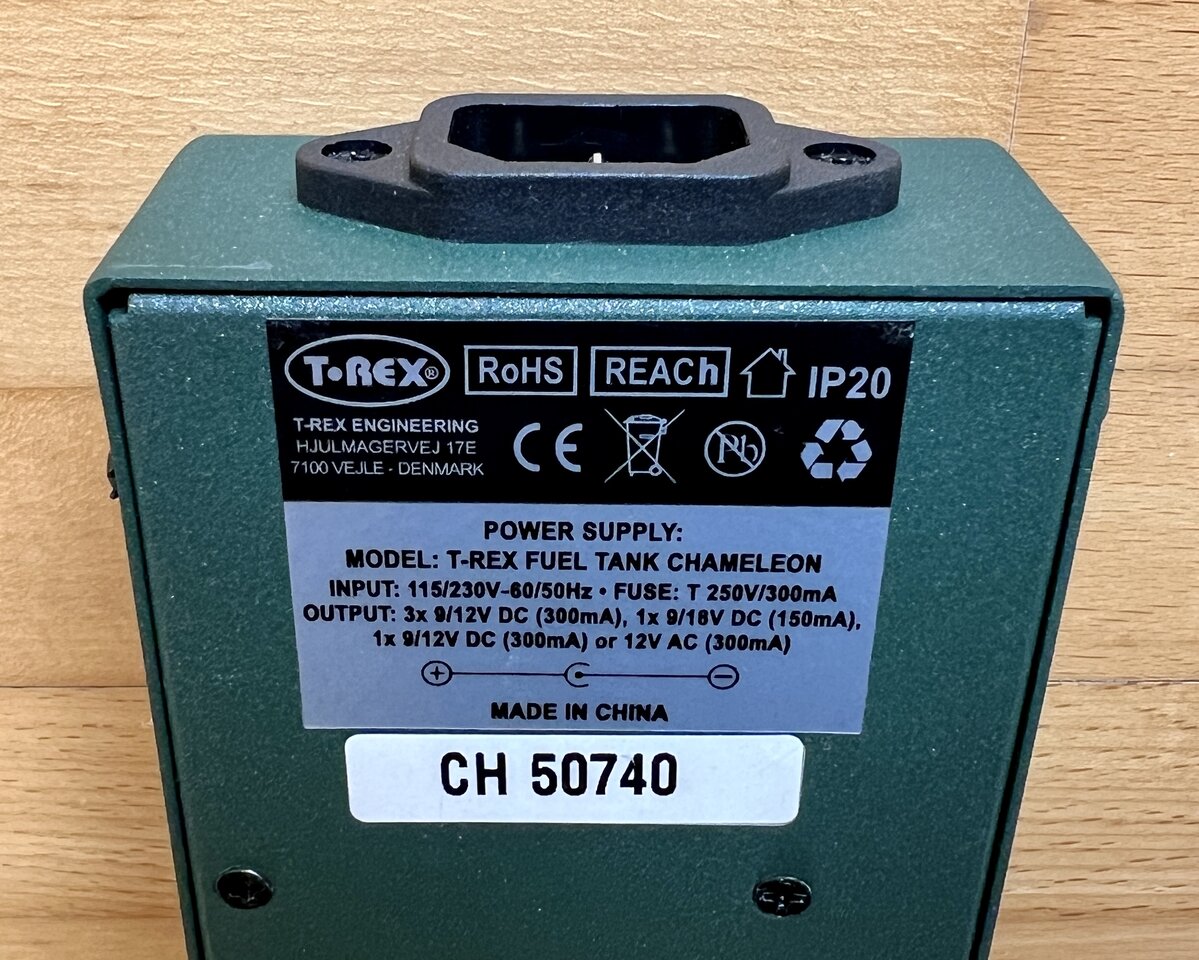 T•REX® RoHS REACh IP20
T-REX ENGINEERING
HJULMAGERVEJ 17E
7100 VEJLE - DENMARK
CE Pb
POWER SUPPLY:
MODEL: T-REX FUEL TANK CHAMELEON
INPUT: 115/230V~60/50Hz • FUSE: T 250V/300mA
OUTPUT: 3x 9/12V DC (300mA), 1x 9/18V DC (150mA),
1x 9/12V DC (300mA) or 12V AC (300mA)
+ −
MADE IN CHINA
CH 50740